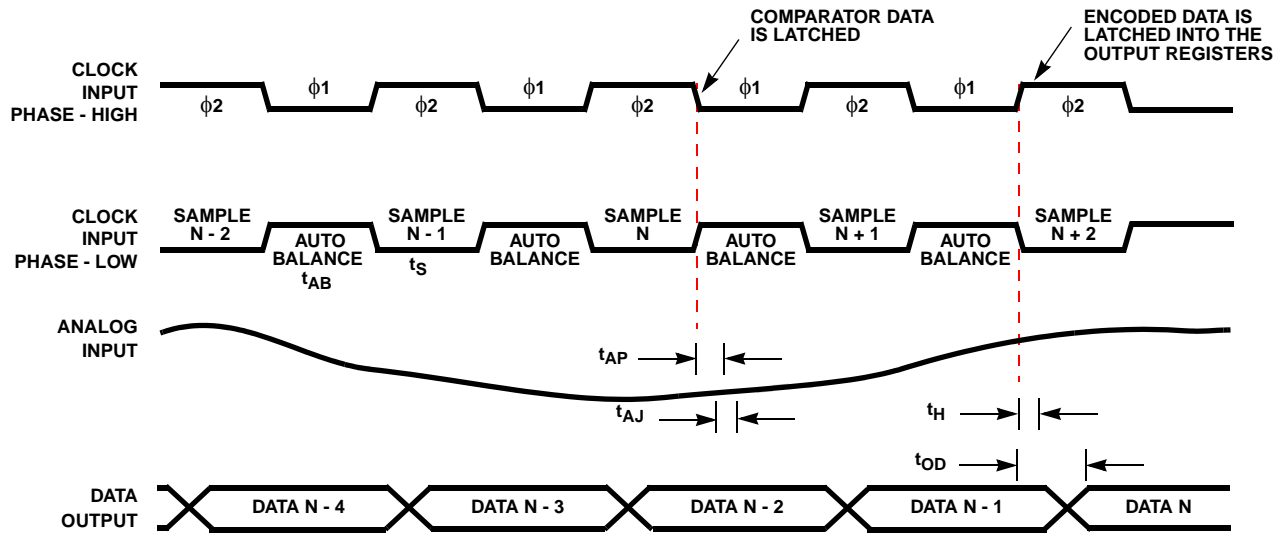 COMPARATOR DATA
IS LATCHED
ENCODED DATA IS
LATCHED INTO THE
OUTPUT REGISTERS
CLOCK
INPUT
PHASE - HIGH
ϕ2
ϕ1
ϕ2
ϕ1
ϕ2
ϕ1
ϕ2
ϕ1
ϕ2
CLOCK
INPUT
PHASE - LOW
SAMPLE
N - 2
AUTO
BALANCE
tAB
SAMPLE
N - 1
tS
AUTO
BALANCE
SAMPLE
N
AUTO
BALANCE
SAMPLE
N + 1
AUTO
BALANCE
SAMPLE
N + 2
ANALOG
INPUT
tAP
tAJ
tH
tOD
DATA
OUTPUT
DATA N - 4
DATA N - 3
DATA N - 2
DATA N - 1
DATA N